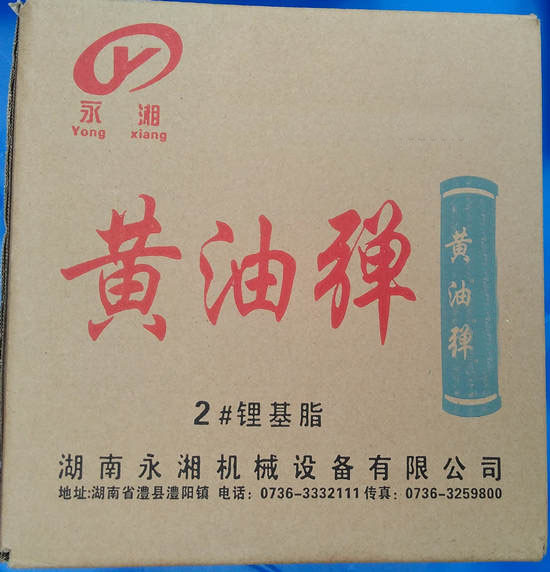 永湘
Yong xiang
黄油弹
黄油弹
2#锂基脂
湖南永湘机械设备有限公司
地址:湖南省澧县澧阳镇 电话: 0736-3332111 传真: 0736-3259800